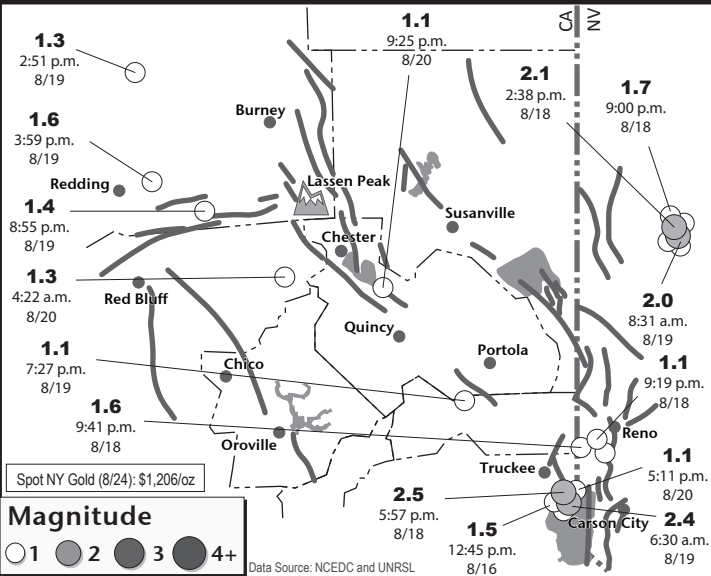 1.3
2:51 p.m.
8/19
1.1
9:25 p.m.
8/20
CA NV
2.1
2:38 p.m.
8/18
1.7
9:00 p.m.
8/18
1.6
3:59 p.m.
8/19
Burney
Redding
Lassen Peak
1.4
8:55 p.m.
8/19
Susanville
Chester
1.3
4:22 a.m.
8/20
Red Bluff
2.0
8:31 a.m.
8/19
Quincy
1.1
7:27 p.m.
8/19
Chico
Portola
1.1
9:19 p.m.
8/18
1.6
9:41 p.m.
8/18
Oroville
Reno
Truckee
1.1
5:11 p.m.
8/20
Spot NY Gold (8/24): $1,206/oz
2.5
5:57 p.m.
8/18
1.5
12:45 p.m.
8/16
Carson City
2.4
6:30 a.m.
8/19
Magnitude
1 2 3 4+
Data Source: NCEDC and UNRSL